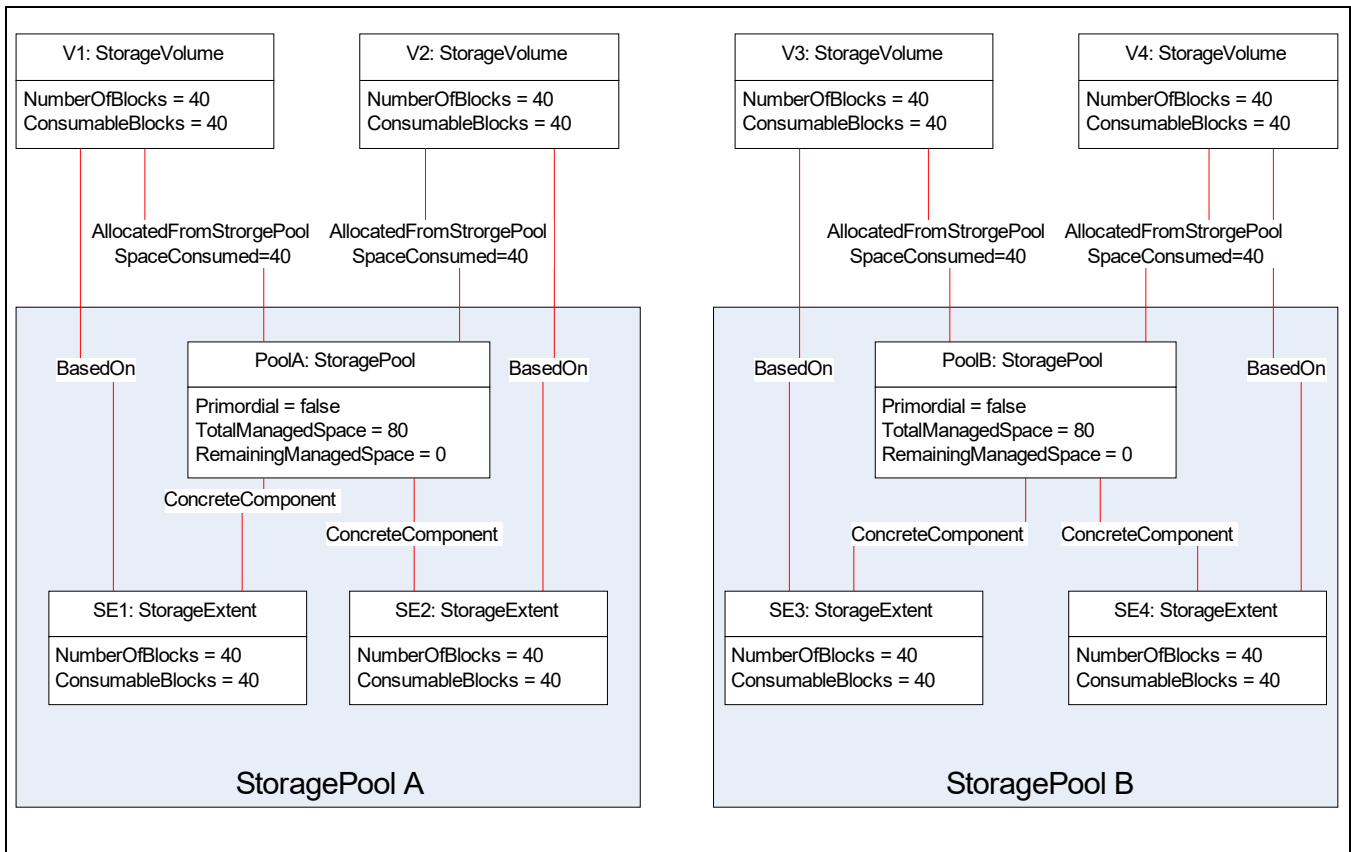 V1: StorageVolume
NumberOfBlocks = 40
ConsumableBlocks = 40
V2: StorageVolume
NumberOfBlocks = 40
ConsumableBlocks = 40
V3: StorageVolume
NumberOfBlocks = 40
ConsumableBlocks = 40
V4: StorageVolume
NumberOfBlocks = 40
ConsumableBlocks = 40
AllocatedFromStrorgePool
SpaceConsumed=40
AllocatedFromStrorgePool
SpaceConsumed=40
AllocatedFromStrorgePool
SpaceConsumed=40
AllocatedFromStrorgePool
SpaceConsumed=40
BasedOn
PoolA: StoragePool
Primordial = false
TotalManagedSpace = 80
RemainingManagedSpace = 0
BasedOn
BasedOn
PoolB: StoragePool
Primordial = false
TotalManagedSpace = 80
RemainingManagedSpace = 0
BasedOn
ConcreteComponent
ConcreteComponent
ConcreteComponent
ConcreteComponent
SE1: StorageExtent
NumberOfBlocks = 40
ConsumableBlocks = 40
SE2: StorageExtent
NumberOfBlocks = 40
ConsumableBlocks = 40
SE3: StorageExtent
NumberOfBlocks = 40
ConsumableBlocks = 40
SE4: StorageExtent
NumberOfBlocks = 40
ConsumableBlocks = 40
StoragePool A
StoragePool B